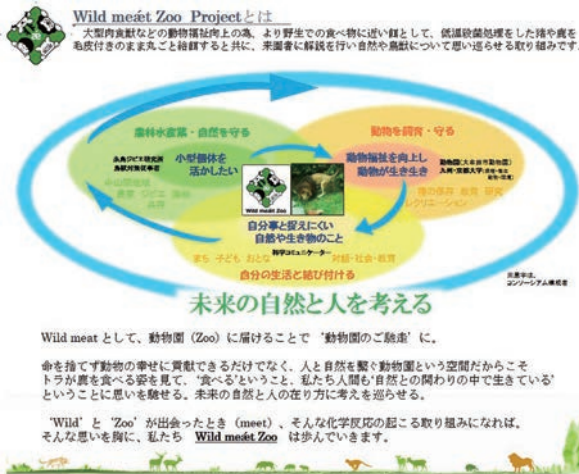 Wild meǽt Zoo Projectとは
大型肉食獣などの動物福祉向上の為、より野生での食べ物に近い餌として、低温殺菌処理をした猪や鹿を
毛皮付きのまま丸ごと給餌すると共に、来園者に解説を行い自然や鳥獣について思い巡らせる取り組みです。
農林水産業・自然を守る
動物を飼育・守る
小型個体を
活かしたい
動物福祉を向上し
動物が生き生き
動物園(大牟田市動物園)
Wild meat Zoo
種の保存 教育 研究
レクリエーション
自分事と捉えにくい
自然や生き物のこと
科学コミュニケーター
まち 子ども おとな
対話・社会・教育
自分の生活と結び付ける
コンソーシアム構成者
未来の自然と人を考える
Wild meat として、動物園（Zoo）に届けることで‘動物園のご馳走’に。
命を捨てず動物の幸せに貢献できるだけでなく、人と自然を繋ぐ動物園という空間だからこそ
トラが鹿を食べる姿を見て、‘食べる’ということ、私たち人間も‘自然との関わりの中で生きている’
ということに思いを馳せる。未来の自然と人の在り方に考えを巡らせる。
‘Wild’と‘Zoo’が出会ったとき（meet）、そんな化学反応の起こる取り組みになれば。
そんな思いを胸に、私たち Wild meǽt Zoo は歩んでいきます。